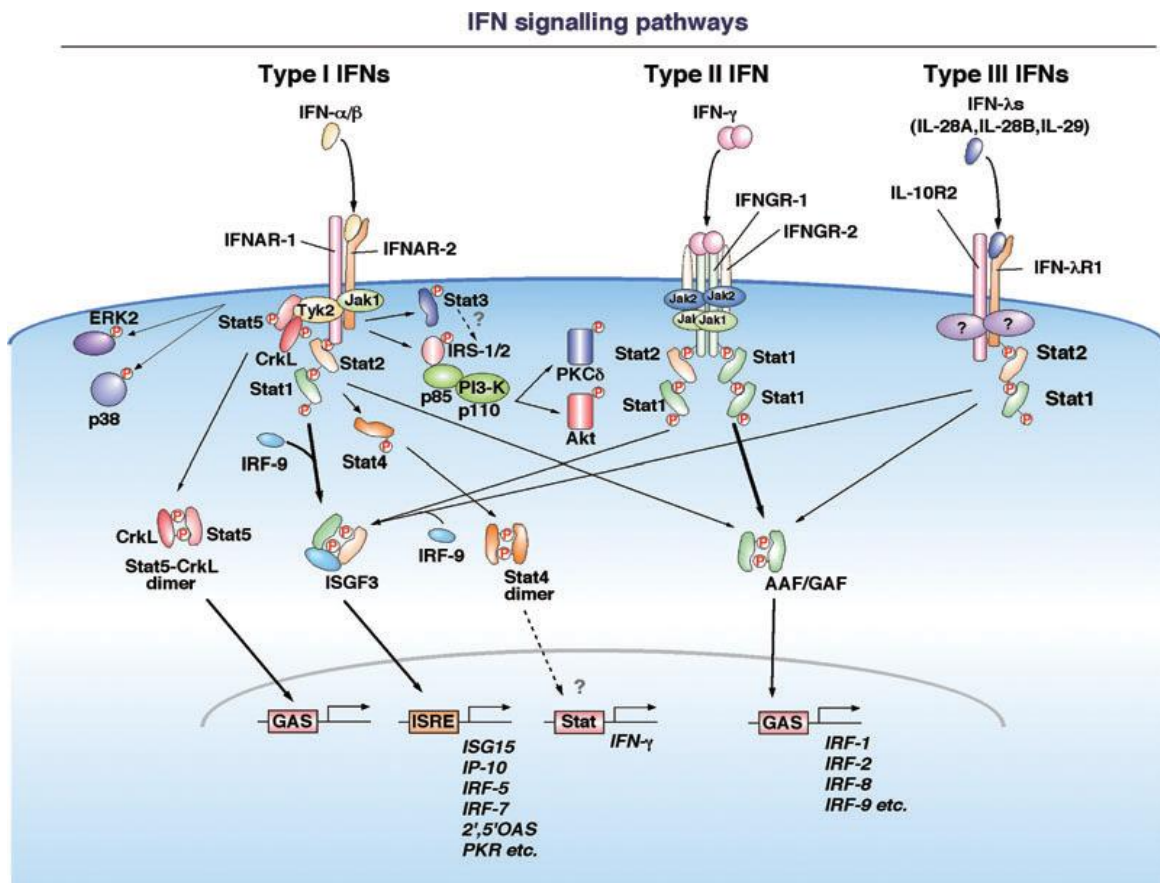 IFN signalling pathways
Type I IFNs
Type II IFN
Type III IFNs
IFN-α/β
IFN-γ
IFN-λs
(IL-28A,IL-28B,IL-29)
IFNAR-1
IFNAR-2
IFNGR-1
IFNGR-2
IL-10R2
IFN-λR1
ERK2
P
p38
P
Stat5
P
P
CrkL
Tyk2
Jak1
P
Stat3
?
P
IRS-1/2
p85
PI3-K
p110
P
Stat2
P
Stat1
P
P
PKCδ
P
Akt
Jak2
Jak2
Jak1
P
Stat2
P
Stat1
P
P
Stat1
P
Stat1
P
?
?
P
Stat2
P
Stat1
P
IRF-9
Stat4
P
CrkL
P
P
Stat5
Stat5-CrkL
dimer
P
P
ISGF3
IRF-9
P
P
Stat4
dimer
P
P
AAF/GAF
GAS
ISRE
ISG15
IP-10
IRF-5
IRF-7
2',5'OAS
PKR etc.
?
Stat
IFN-γ
GAS
IRF-1
IRF-2
IRF-8
IRF-9 etc.